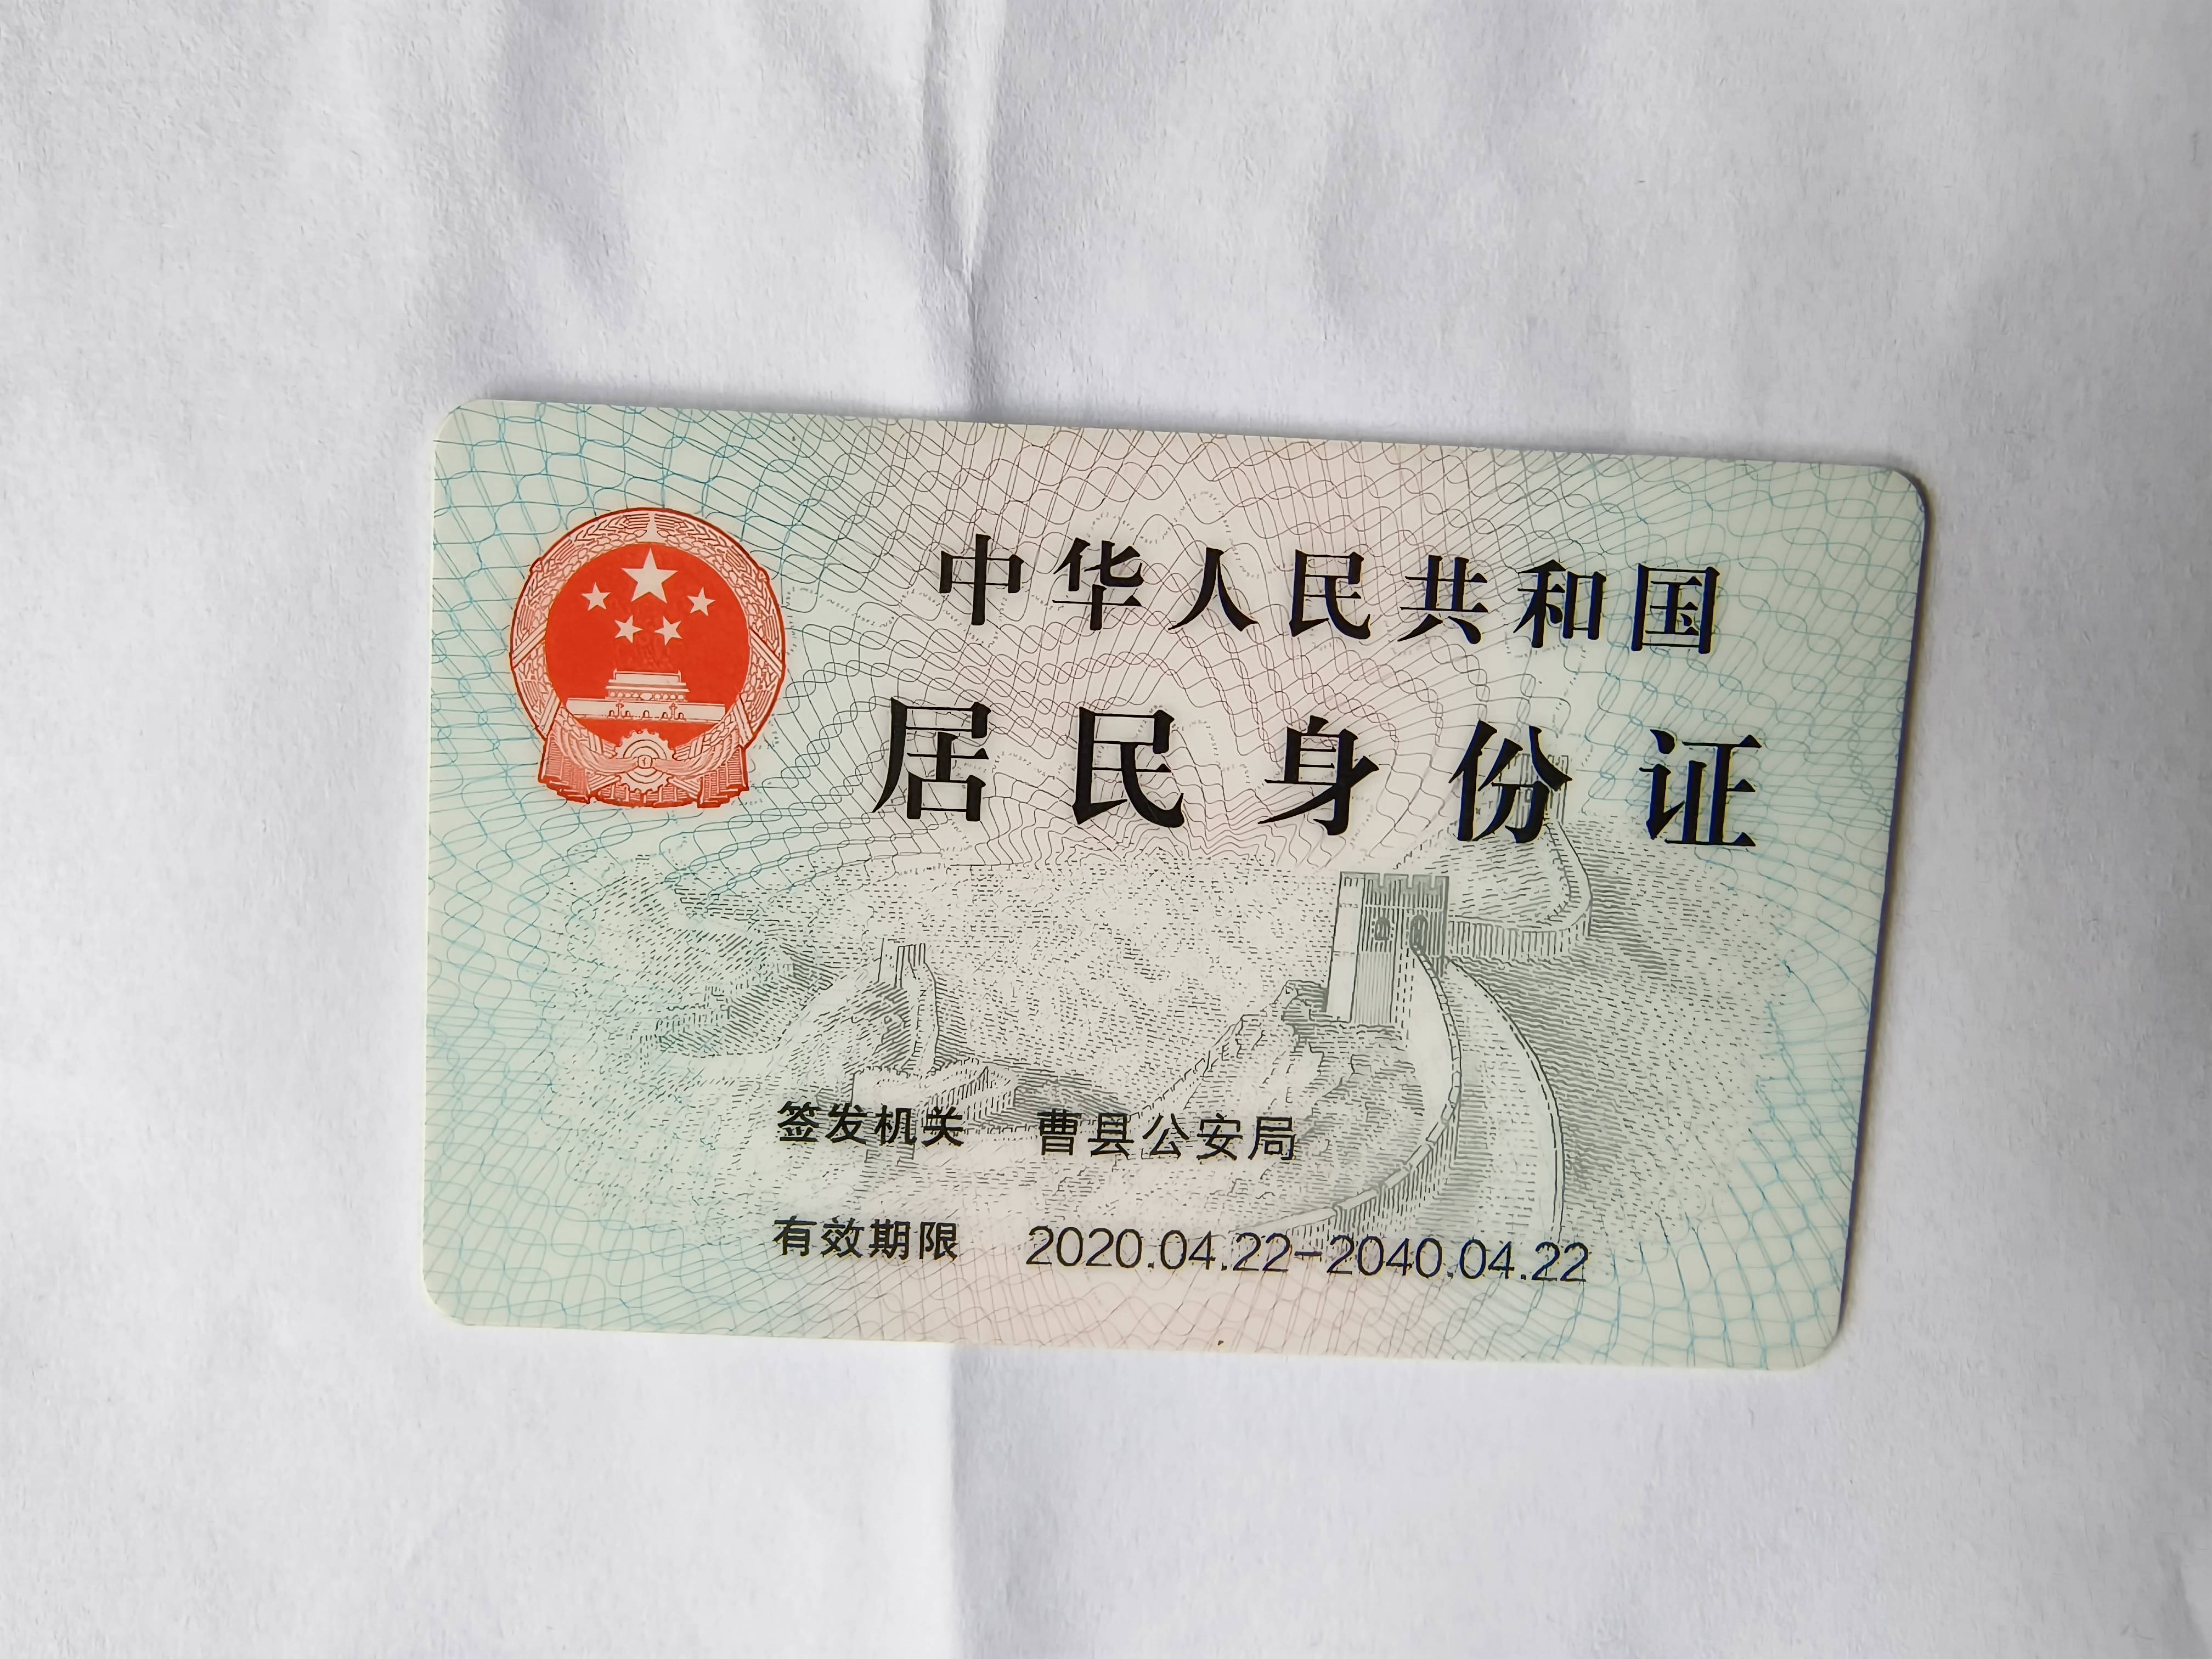 中华人民共和国
居民身份证
签发机关 曹县公安局
有效期限 2020.04.22-2040.04.22